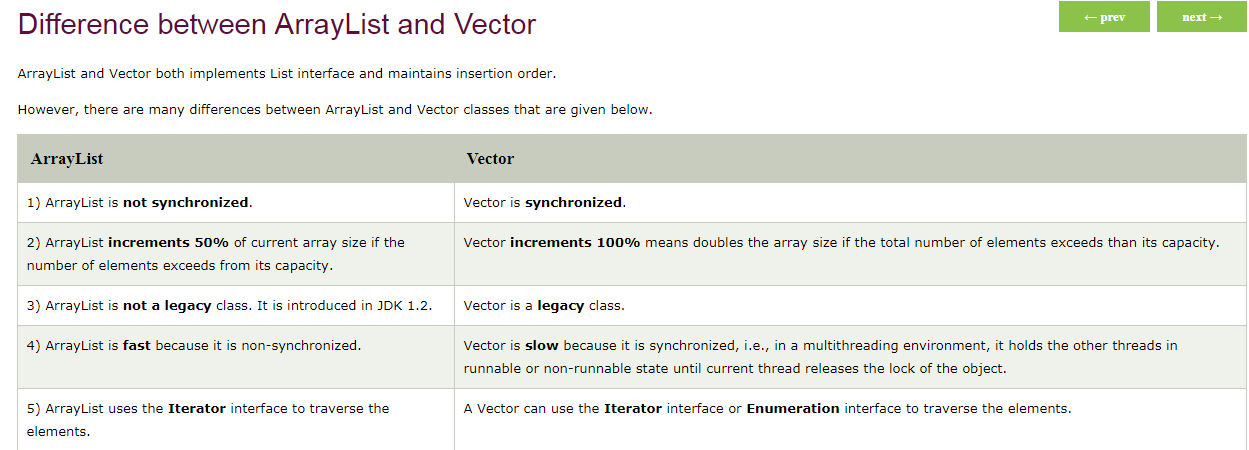 Difference between ArrayList and Vector
← prev
next →
ArrayList and Vector both implements List interface and maintains insertion order.
However, there are many differences between ArrayList and Vector classes that are given below.
ArrayList
Vector
1) ArrayList is not synchronized.
Vector is synchronized.
2) ArrayList increments 50% of current array size if the
number of elements exceeds from its capacity.
Vector increments 100% means doubles the array size if the total number of elements exceeds than its capacity.
3) ArrayList is not a legacy class. It is introduced in JDK 1.2.
Vector is a legacy class.
4) ArrayList is fast because it is non-synchronized.
Vector is slow because it is synchronized, i.e., in a multithreading environment, it holds the other threads in
runnable or non-runnable state until current thread releases the lock of the object.
5) ArrayList uses the Iterator interface to traverse the
elements.
A Vector can use the Iterator interface or Enumeration interface to traverse the elements.